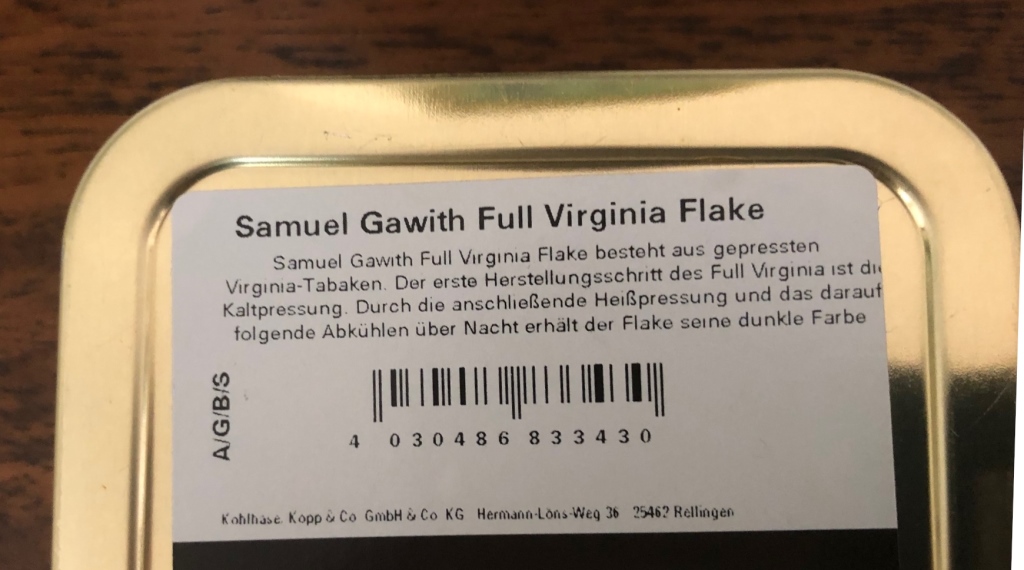 Samuel Gawith Full Virginia Flake
Samuel Gawith Full Virginia Flake besteht aus gepressten
Virginia-Tabaken. Der erste Herstellungsschritt des Full Virginia ist die
Kaltpressung. Durch die anschließende Heißpressung und das darauf
folgende Abkühlen über Nacht erhält der Flake seine dunkle Farbe
A/G/B/S
4 030486 833430
Kohlhase, Kopp & Co GmbH & Co KG Hermann-Löns-Weg 36 25462 Rellingen